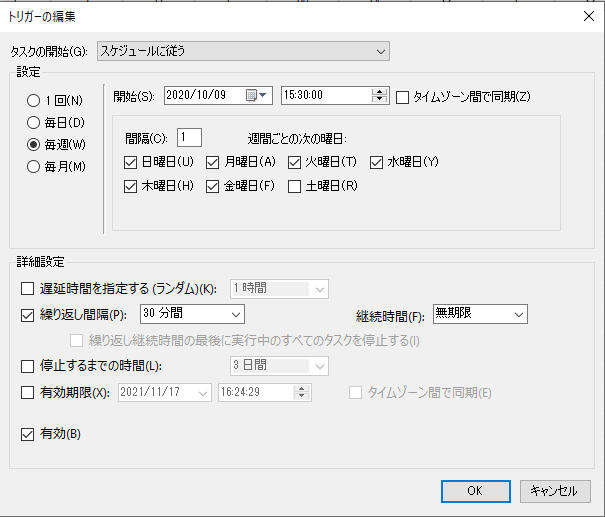 トリガーの編集
タスクの開始(G): スケジュールに従う
設定
1 回(N)
毎日(D)
毎週(W)
毎月(M)
開始(S): 2020/10/09 15:30:00 タイムゾーン間で同期(Z)
間隔(C): 1 週間ごとの次の曜日:
日曜日(U) 月曜日(A) 火曜日(T) 水曜日(Y)
木曜日(H) 金曜日(F) 土曜日(R)
詳細設定
遅延時間を指定する (ランダム)(K): 1 時間
繰り返し間隔(P): 30 分間 継続時間(F): 無期限
繰り返し継続時間の最後に実行中のすべてのタスクを停止する(I)
停止するまでの時間(L): 3 日間
有効期限(X): 2021/11/17 16:24:29 タイムゾーン間で同期(E)
有効(B)
OK キャンセル